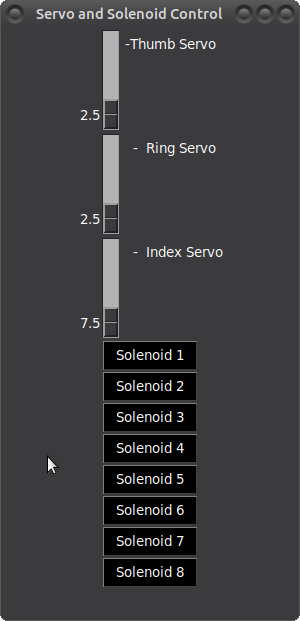 Servo and Solenoid Control
-Thumb Servo
2.5
- Ring Servo
2.5
- Index Servo
7.5
Solenoid 1
Solenoid 2
Solenoid 3
Solenoid 4
Solenoid 5
Solenoid 6
Solenoid 7
Solenoid 8